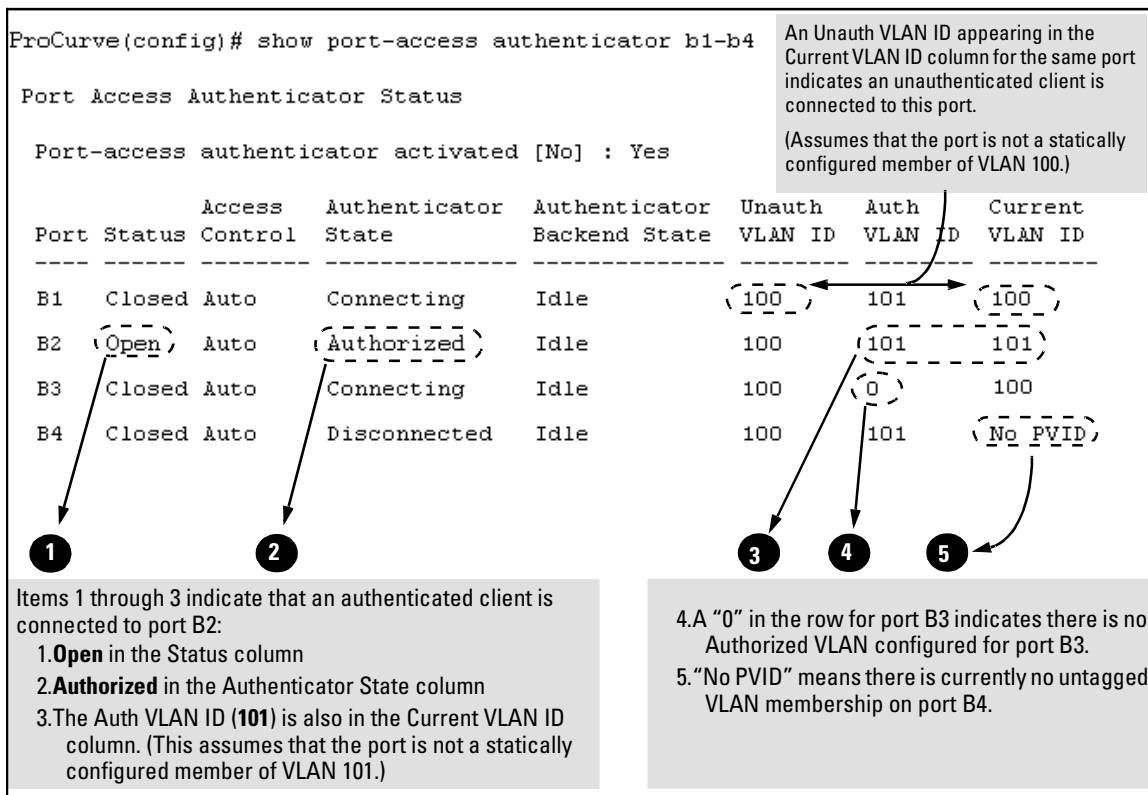 ProCurve(config)# show port-access authenticator b1-b4
An Unauth VLAN ID appearing in the
Current VLAN ID column for the same port
indicates an unauthenticated client is
connected to this port.
(Assumes that the port is not a statically
configured member of VLAN 100.)
Port Access Authenticator Status
Port-access authenticator activated [No] : Yes
Access Authenticator Authenticator Unauth Auth Current
Port Status Control State Backend State VLAN ID VLAN ID VLAN ID
---- ------ -------- -------------- -------------- -------- -------- --------
B1 Closed Auto Connecting Idle 100 101 100
B2 Open Auto Authorized Idle 100 101 101
B3 Closed Auto Connecting Idle 100 0 100
B4 Closed Auto Disconnected Idle 100 101 No PVID
1 2 3 4 5
Items 1 through 3 indicate that an authenticated client is
connected to port B2:
1.Open in the Status column
2.Authorized in the Authenticator State column
3.The Auth VLAN ID (101) is also in the Current VLAN ID
column. (This assumes that the port is not a statically
configured member of VLAN 101.)
4.A “0” in the row for port B3 indicates there is no
Authorized VLAN configured for port B3.
5.“No PVID” means there is currently no untagged
VLAN membership on port B4.